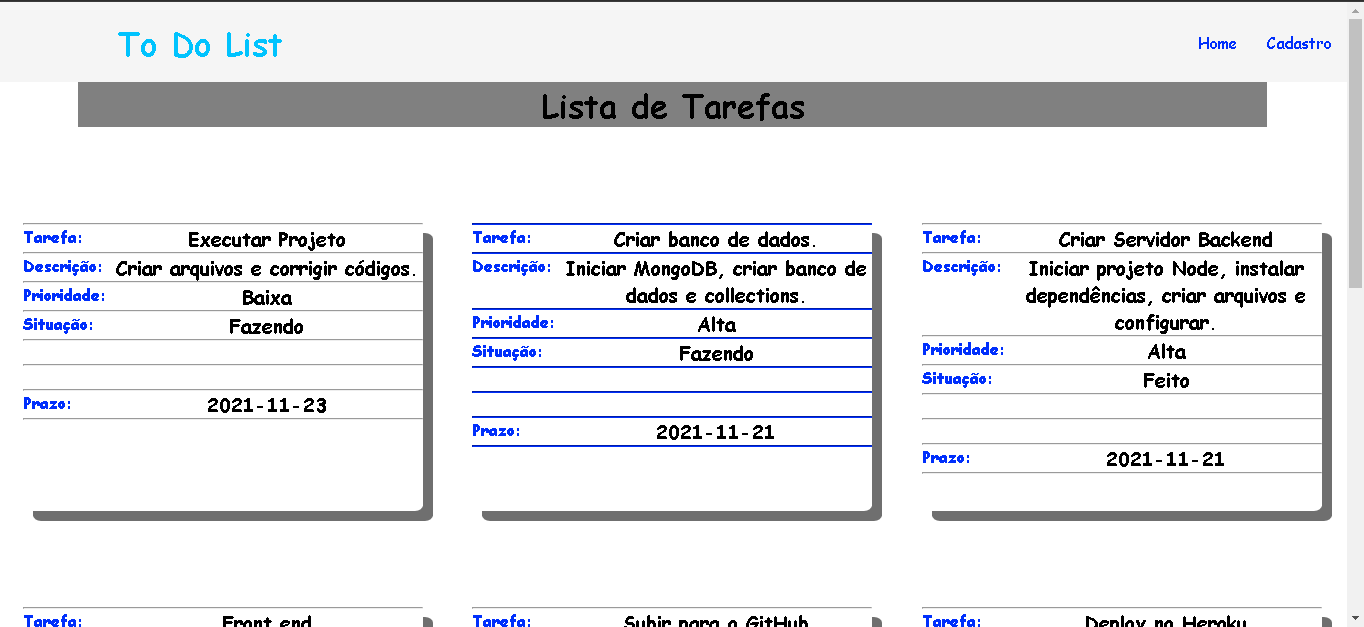 To Do List
Home Cadastro
Lista de Tarefas
Tarefa: Executar Projeto
Descrição: Criar arquivos e corrigir códigos.
Prioridade: Baixa
Situação: Fazendo
Prazo: 2021-11-23
Tarefa: Criar banco de dados.
Descrição: Iniciar MongoDB, criar banco de
dados e collections.
Prioridade: Alta
Situação: Fazendo
Prazo: 2021-11-21
Tarefa: Criar Servidor Backend
Descrição: Iniciar projeto Node, instalar
dependências, criar arquivos e
configurar.
Prioridade: Alta
Situação: Feito
Prazo: 2021-11-21
Tarefa: Front end
Tarefa: Subir para o GitHub
Tarefa: Deploy no Heroku